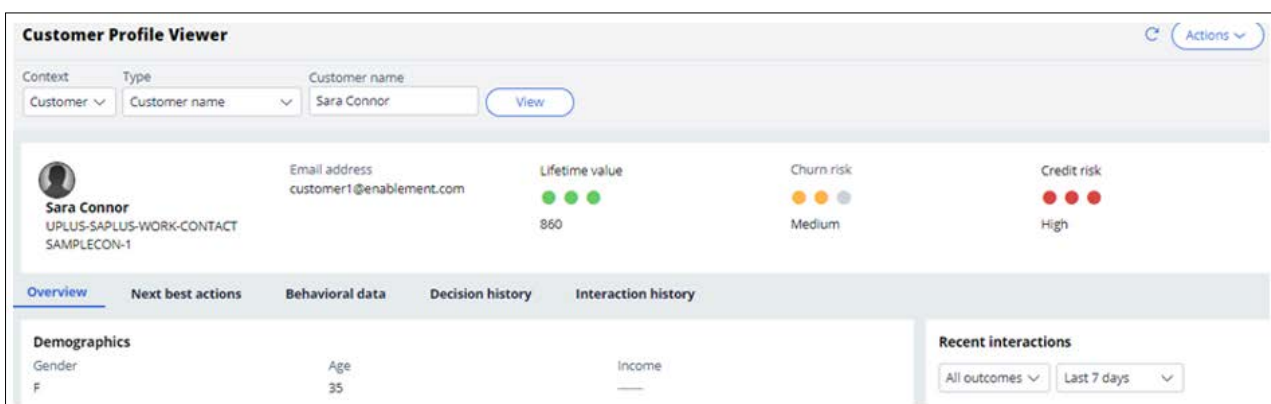 Customer Profile Viewer
Actions
Context Type Customer name
Customer Customer name Sara Connor View
Email address Lifetime value Churn risk Credit risk
customer1@enablement.com
Sara Connor
UPLUS-SAPLUS-WORK-CONTACT 860 Medium High
SAMPLECON-1
Overview Next best actions Behavioral data Decision history Interaction history
Demographics Recent interactions
Gender Age Income
All outcomes Last 7 days
F 35 -----